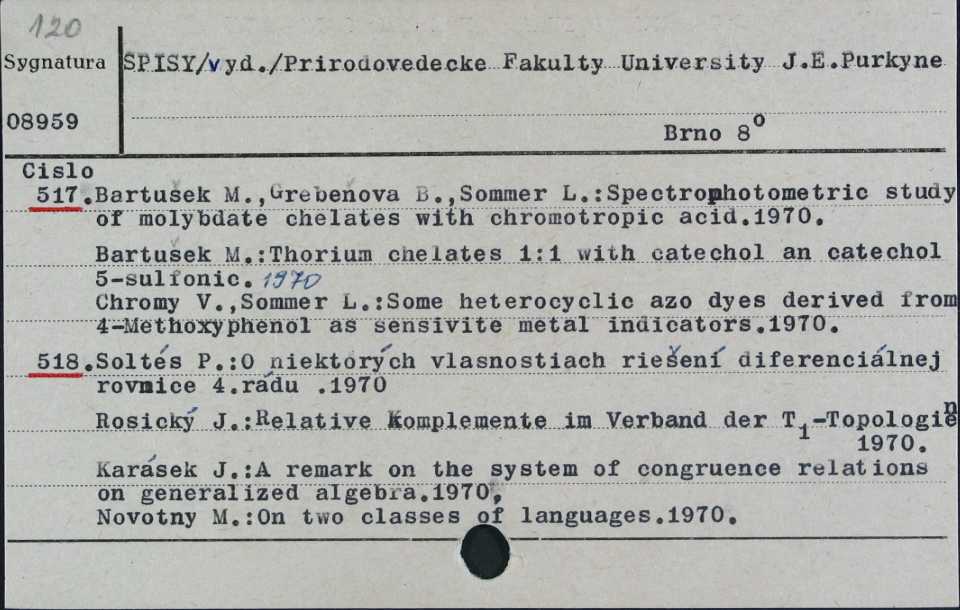 120
Sygnatura
SPISY/vyd./Prirodovedecke Fakulty University J.E.Purkyne
08959
Brno 8o
Cislo
517. Bartušek M.,Grebeňova B.,Sommer L.:Spectrophotometric study
of molybdate chelates with chromotropic acid.1970.
Bartušek M.:Thorium chelates 1:1 with catechol an catechol
5-sulfonic. 1970
Chromy V.,Sommer L.:Some heterocyclic azo dyes derived from
4-Methoxyphenol as sensivite metal indicators.1970.
518. Soltés P.:O niektorých vlasnostiach riešení diferenciálnej
rovnice 4.rádu .1970
Rosický J.:Relative Komplemente im Verband der T1-Topologien
1970.
Karásek J.:A remark on the system of congruence relations
on generalized algebra.1970,
Novotny M.:On two classes of languages.1970.